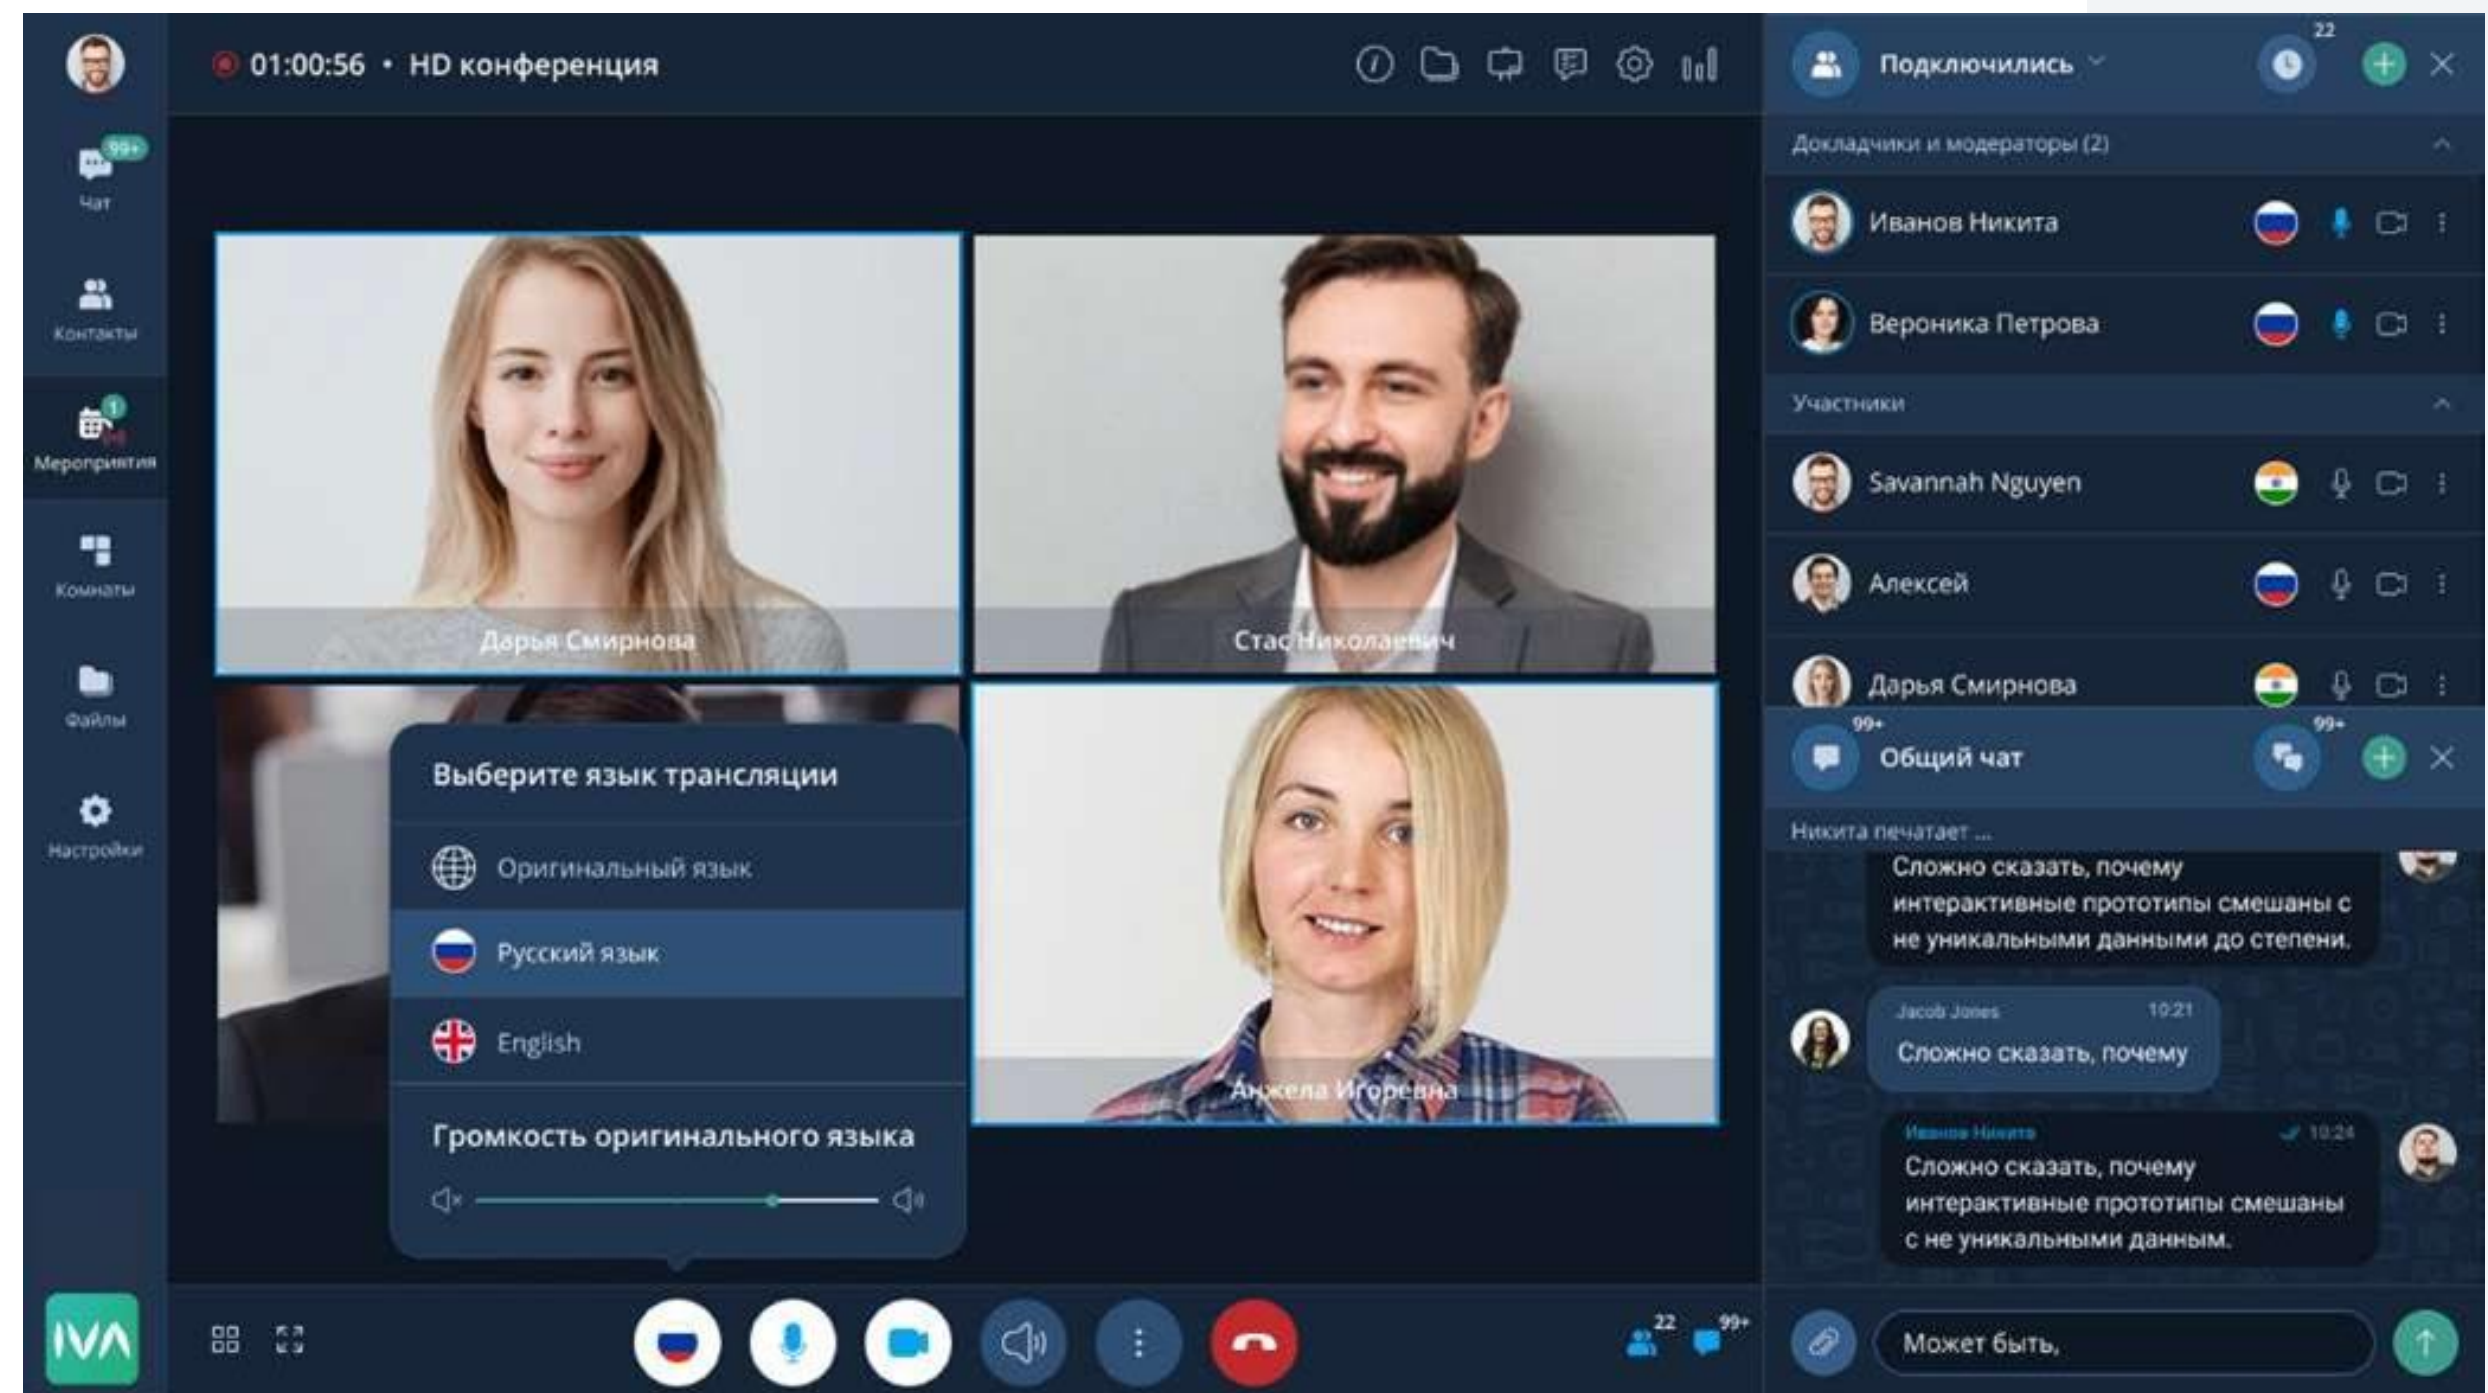 01:00:56 • HD конференция
99+
Чат
Контакты
1
Мероприятия
Комнаты
Файлы
Настройки
IVA
Дарья Смирнова
Стас Николаевич
Анжела Игоревна
Выберите язык трансляции
Оригинальный язык
Русский язык
English
Громкость оригинального языка
22
99+
Подключились
22
Докладчики и модераторы (2)
Иванов Никита
Вероника Петрова
Участники
Savannah Nguyen
Алексей
Дарья Смирнова
99+
Общий чат
99+
Никита печатает ...
Сложно сказать, почему
интерактивные прототипы смешаны с
не уникальными данными до степени.
Jacob Jones 10:21
Сложно сказать, почему
Иванов Никита 10:24
Сложно сказать, почему
интерактивные прототипы смешаны
с не уникальными данным.
Может быть,